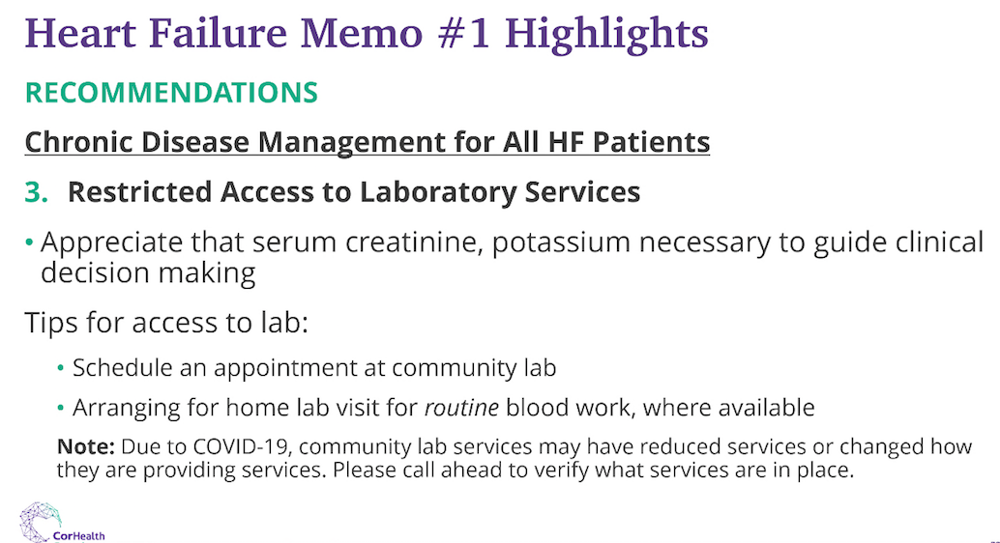 Heart Failure Memo #1 Highlights
RECOMMENDATIONS
Chronic Disease Management for All HF Patients
3. Restricted Access to Laboratory Services
• Appreciate that serum creatinine, potassium necessary to guide clinical
decision making
Tips for access to lab:
• Schedule an appointment at community lab
• Arranging for home lab visit for routine blood work, where available
Note: Due to COVID-19, community lab services may have reduced services or changed how
they are providing services. Please call ahead to verify what services are in place.
CorHealth